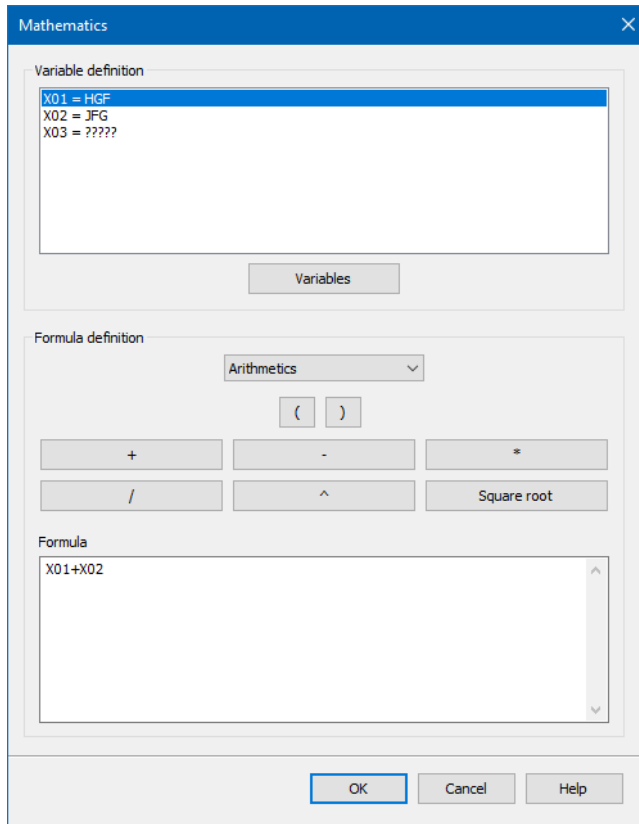 Mathematics
Variable definition
X01 = HGF
X02 = JFG
X03 = ?????
Variables
Formula definition
Arithmetics
( )
+ - *
/ ^ Square root
Formula
X01+X02
OK Cancel Help